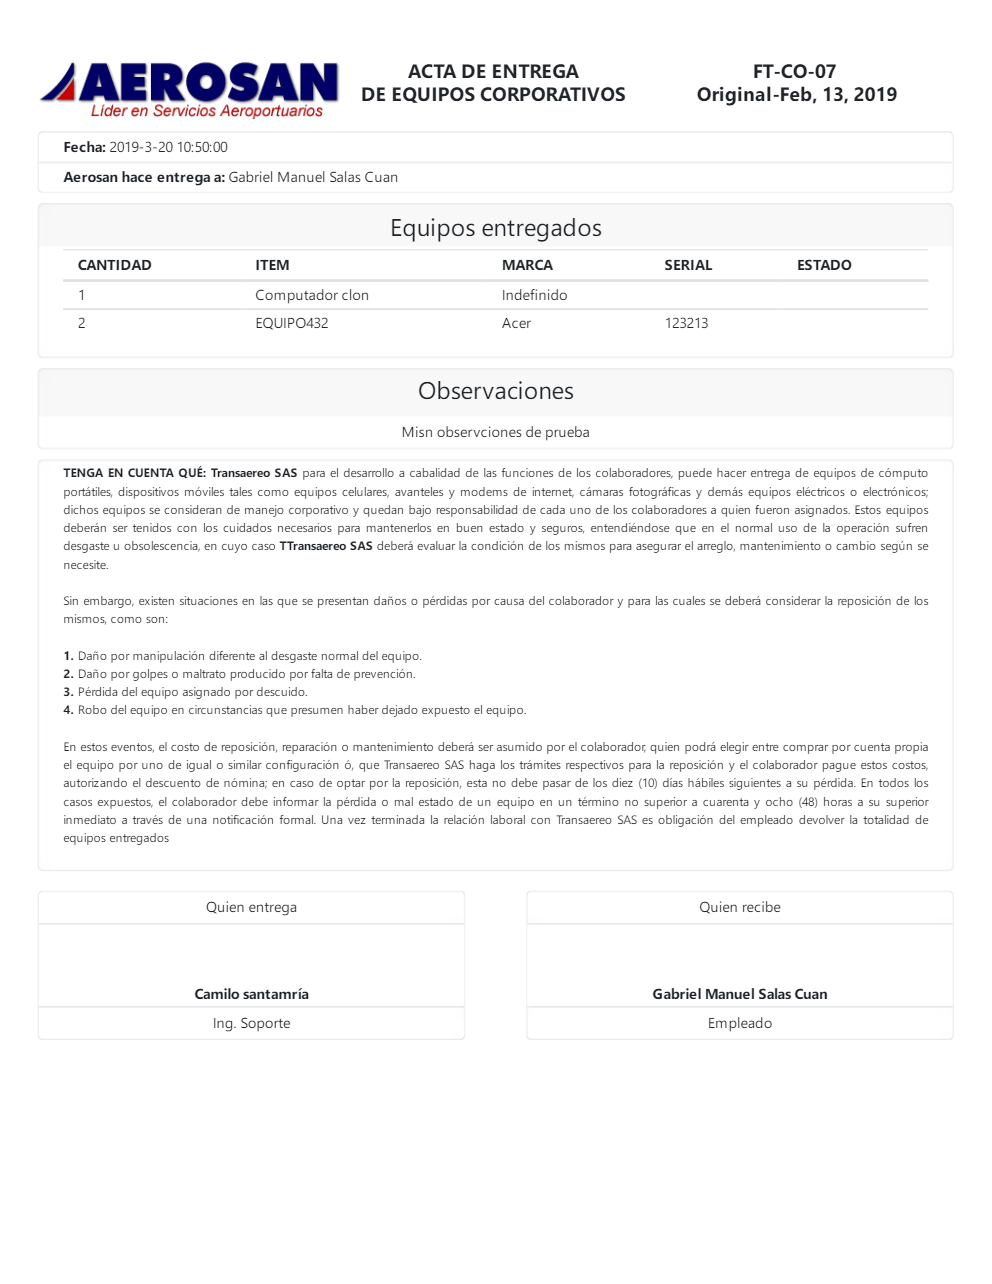 AEROSAN
Líder en Servicios Aeroportuarios
ACTA DE ENTREGA
DE EQUIPOS CORPORATIVOS
FT-CO-07
Original-Feb, 13, 2019
Fecha: 2019-3-20 10:50:00
Aerosan hace entrega a: Gabriel Manuel Salas Cuan
Equipos entregados
CANTIDAD ITEM MARCA SERIAL ESTADO
1 Computador clon Indefinido
2 EQUIPO432 Acer 123213
Observaciones
Misn observciones de prueba
TENGA EN CUENTA QUÉ: Transaereo SAS para el desarrollo a cabalidad de las funciones de los colaboradores, puede hacer entrega de equipos de cómputo
portátiles, dispositivos móviles tales como equipos celulares, avanteles y modems de internet, cámaras fotográficas y demás equipos eléctricos o electrónicos;
dichos equipos se consideran de manejo corporativo y quedan bajo responsabilidad de cada uno de los colaboradores a quien fueron asignados. Estos equipos
deberán ser tenidos con los cuidados necesarios para mantenerlos en buen estado y seguros, entendiéndose que en el normal uso de la operación sufren
desgaste u obsolescencia, en cuyo caso TTransaereo SAS deberá evaluar la condición de los mismos para asegurar el arreglo, mantenimiento o cambio según se
necesite.
Sin embargo, existen situaciones en las que se presentan daños o pérdidas por causa del colaborador y para las cuales se deberá considerar la reposición de los
mismos, como son:
1. Daño por manipulación diferente al desgaste normal del equipo.
2. Daño por golpes o maltrato producido por falta de prevención.
3. Pérdida del equipo asignado por descuido.
4. Robo del equipo en circunstancias que presumen haber dejado expuesto el equipo.
En estos eventos, el costo de reposición, reparación o mantenimiento deberá ser asumido por el colaborador, quien podrá elegir entre comprar por cuenta propia
el equipo por uno de igual o similar configuración ó, que Transaereo SAS haga los trámites respectivos para la reposición y el colaborador pague estos costos,
autorizando el descuento de nómina; en caso de optar por la reposición, esta no debe pasar de los diez (10) días hábiles siguientes a su pérdida. En todos los
casos expuestos, el colaborador debe informar la pérdida o mal estado de un equipo en un término no superior a cuarenta y ocho (48) horas a su superior
inmediato a través de una notificación formal. Una vez terminada la relación laboral con Transaereo SAS es obligación del empleado devolver la totalidad de
equipos entregados
Quien entrega
Camilo santamría
Ing. Soporte
Quien recibe
Gabriel Manuel Salas Cuan
Empleado